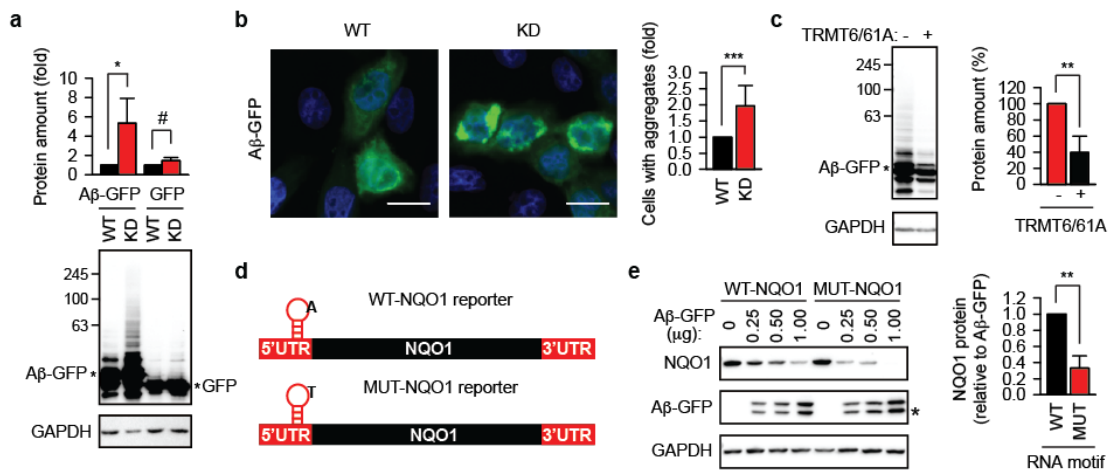 a
Protein amount (fold)
10
8
6
4
2
0
*
#
Aβ-GFP GFP
WT KD WT KD
245
100
63
Aβ-GFP *
* GFP
GAPDH
b
WT KD
Aβ-GFP
Cells with aggregates (fold)
3.0
2.5
2.0
1.5
1.0
0.5
0.0
***
WT KD
c
TRMT6/61A: - +
245
100
63
Aβ-GFP *
GAPDH
Protein amount (%)
120
100
80
60
40
20
0
**
- +
TRMT6/61A
d
WT-NQO1 reporter
A
5'UTR NQO1 3'UTR
MUT-NQO1 reporter
T
5'UTR NQO1 3'UTR
e
WT-NQO1 MUT-NQO1
Aβ-GFP
(µg):
0 0.25 0.50 1.00 0 0.25 0.50 1.00
NQO1
Aβ-GFP
*
GAPDH
NQO1 protein
(relative to Aβ-GFP)
1.2
1.0
0.8
0.6
0.4
0.2
0.0
**
WT MUT
RNA motif